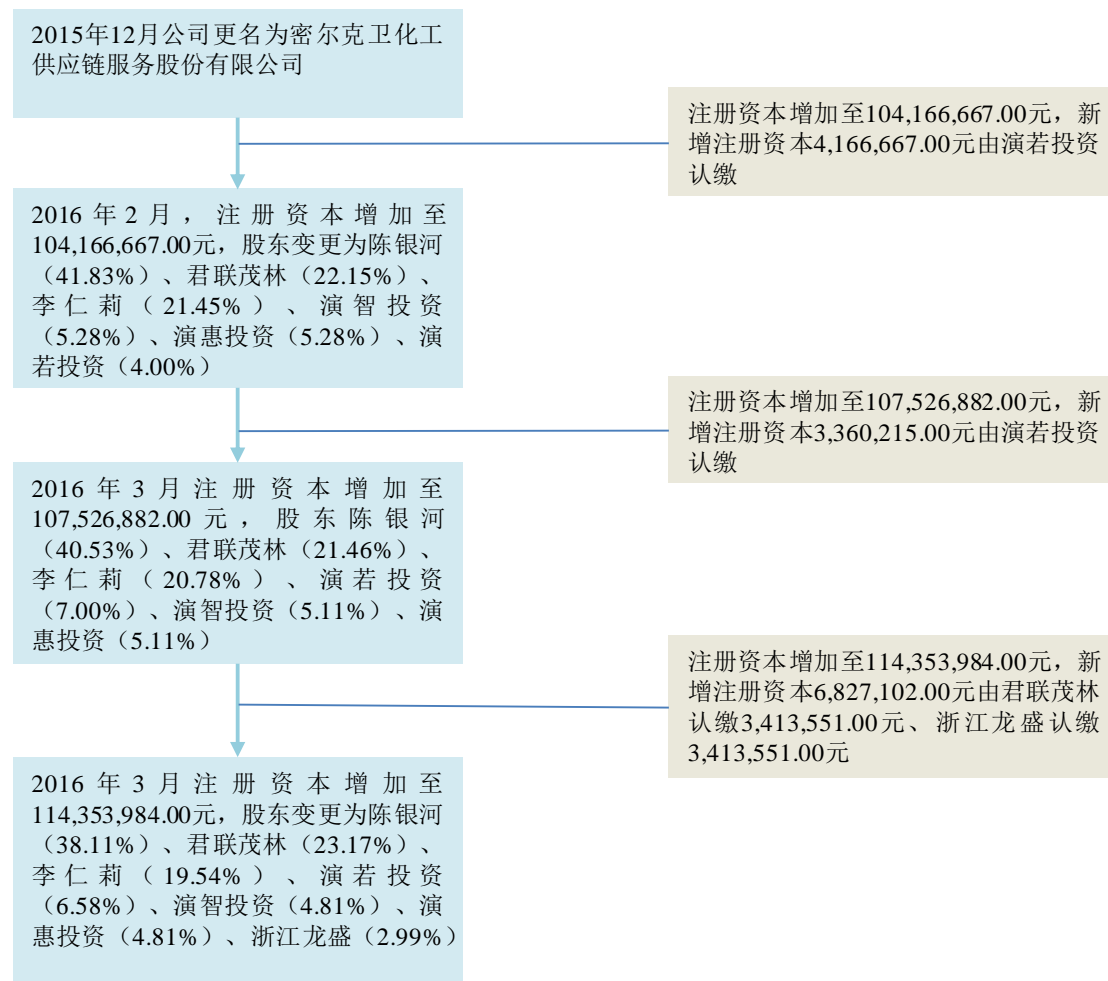 2015年12月公司更名为密尔克卫化工
供应链服务股份有限公司
注册资本增加至104,166,667.00元，新
增注册资本4,166,667.00元由演若投资
认缴
2016年2月，注册资本增加至
104,166,667.00元，股东变更为陈银河
（41.83%）、君联茂林（22.15%）、
李仁莉（21.45%）、演智投资
（5.28%）、演惠投资（5.28%）、演
若投资（4.00%）
注册资本增加至107,526,882.00元，新
增注册资本3,360,215.00元由演若投资
认缴
2016年3月注册资本增加至
107,526,882.00元，股东陈银河
（40.53%）、君联茂林（21.46%）、
李仁莉（20.78%）、演若投资
（7.00%）、演智投资（5.11%）、演
惠投资（5.11%）
注册资本增加至114,353,984.00元，新
增注册资本6,827,102.00元由君联茂林
认缴3,413,551.00元、浙江龙盛认缴
3,413,551.00元
2016年3月注册资本增加至
114,353,984.00元，股东变更为陈银河
（38.11%）、君联茂林（23.17%）、
李仁莉（19.54%）、演若投资
（6.58%）、演智投资（4.81%）、演
惠投资（4.81%）、浙江龙盛（2.99%）